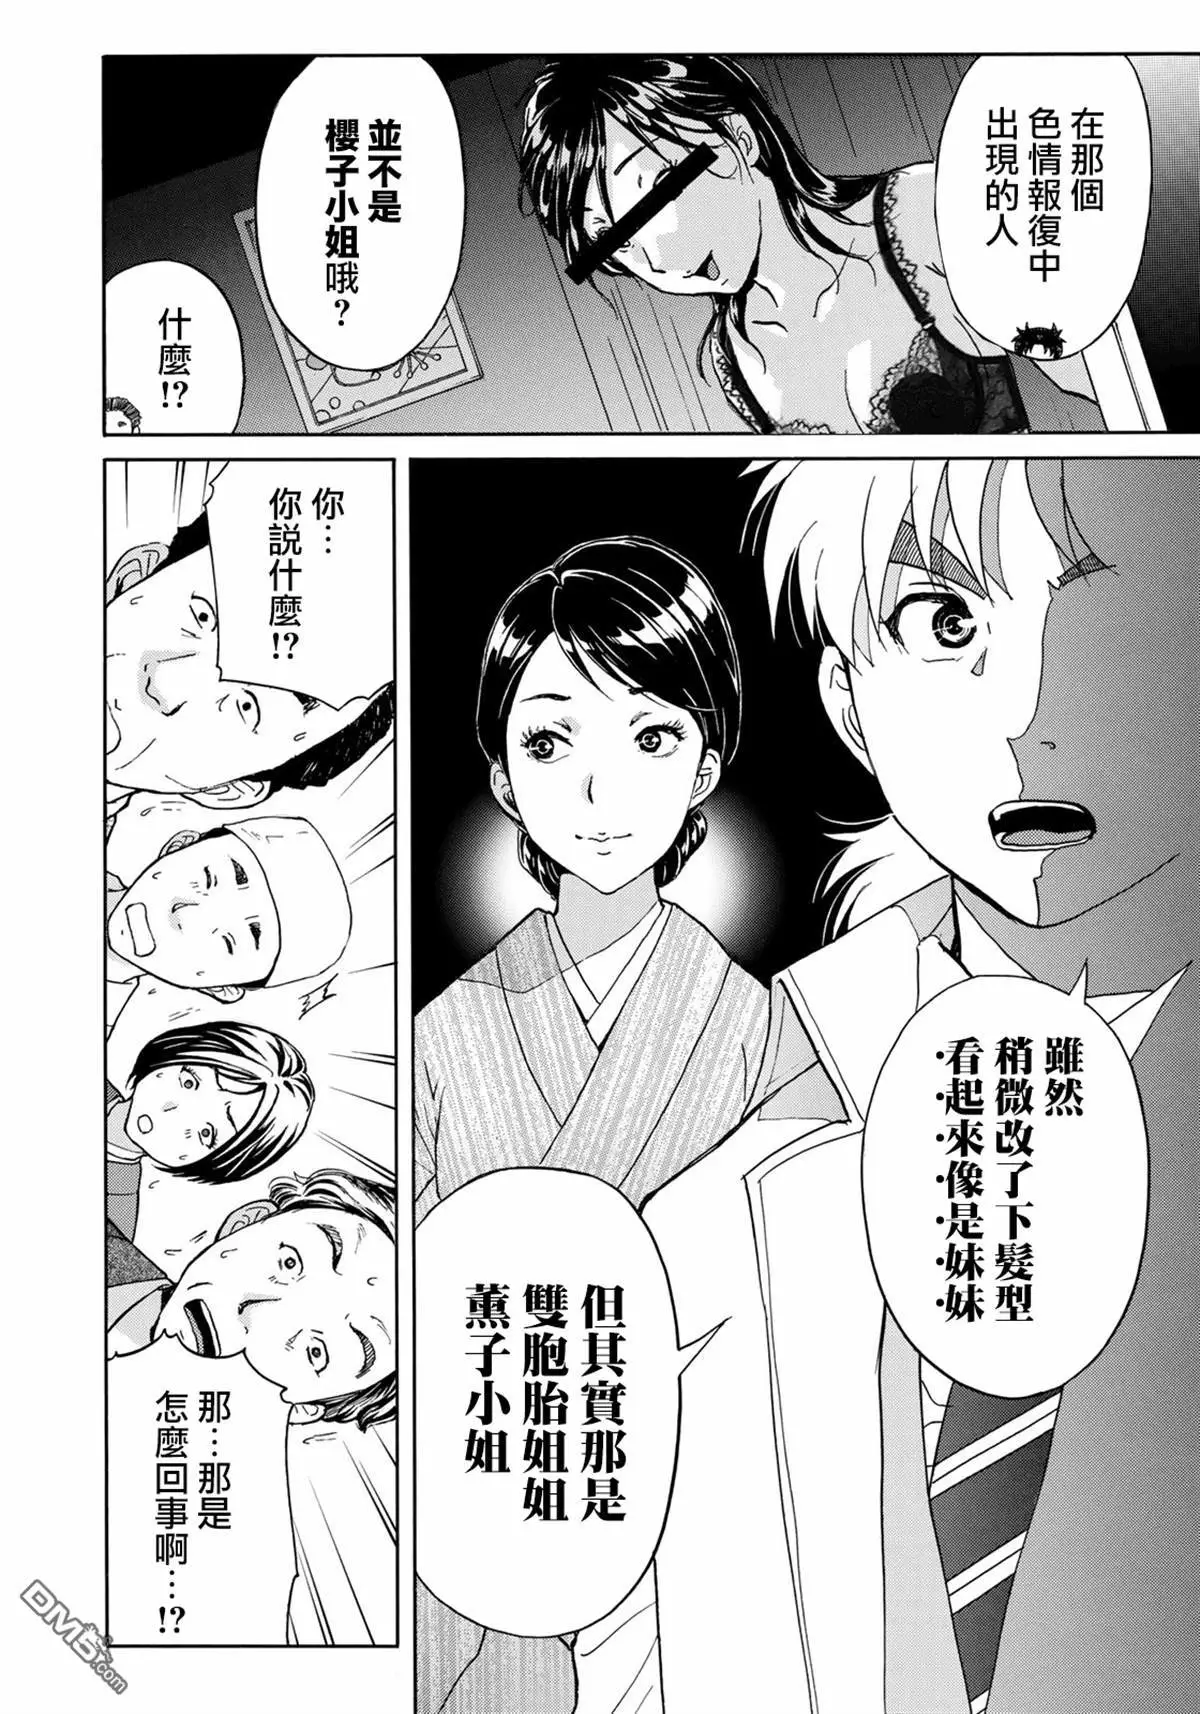 在那個
色情報復中
出現的人
並不是
櫻子小姐哦？
什麼!?
雖然
稍微改了下髮型
看起來像是妹妹
但其實那是
雙胞胎姐姐
薰子小姐
你…
你說什麼!?
那…那是
怎麼回事啊…!?